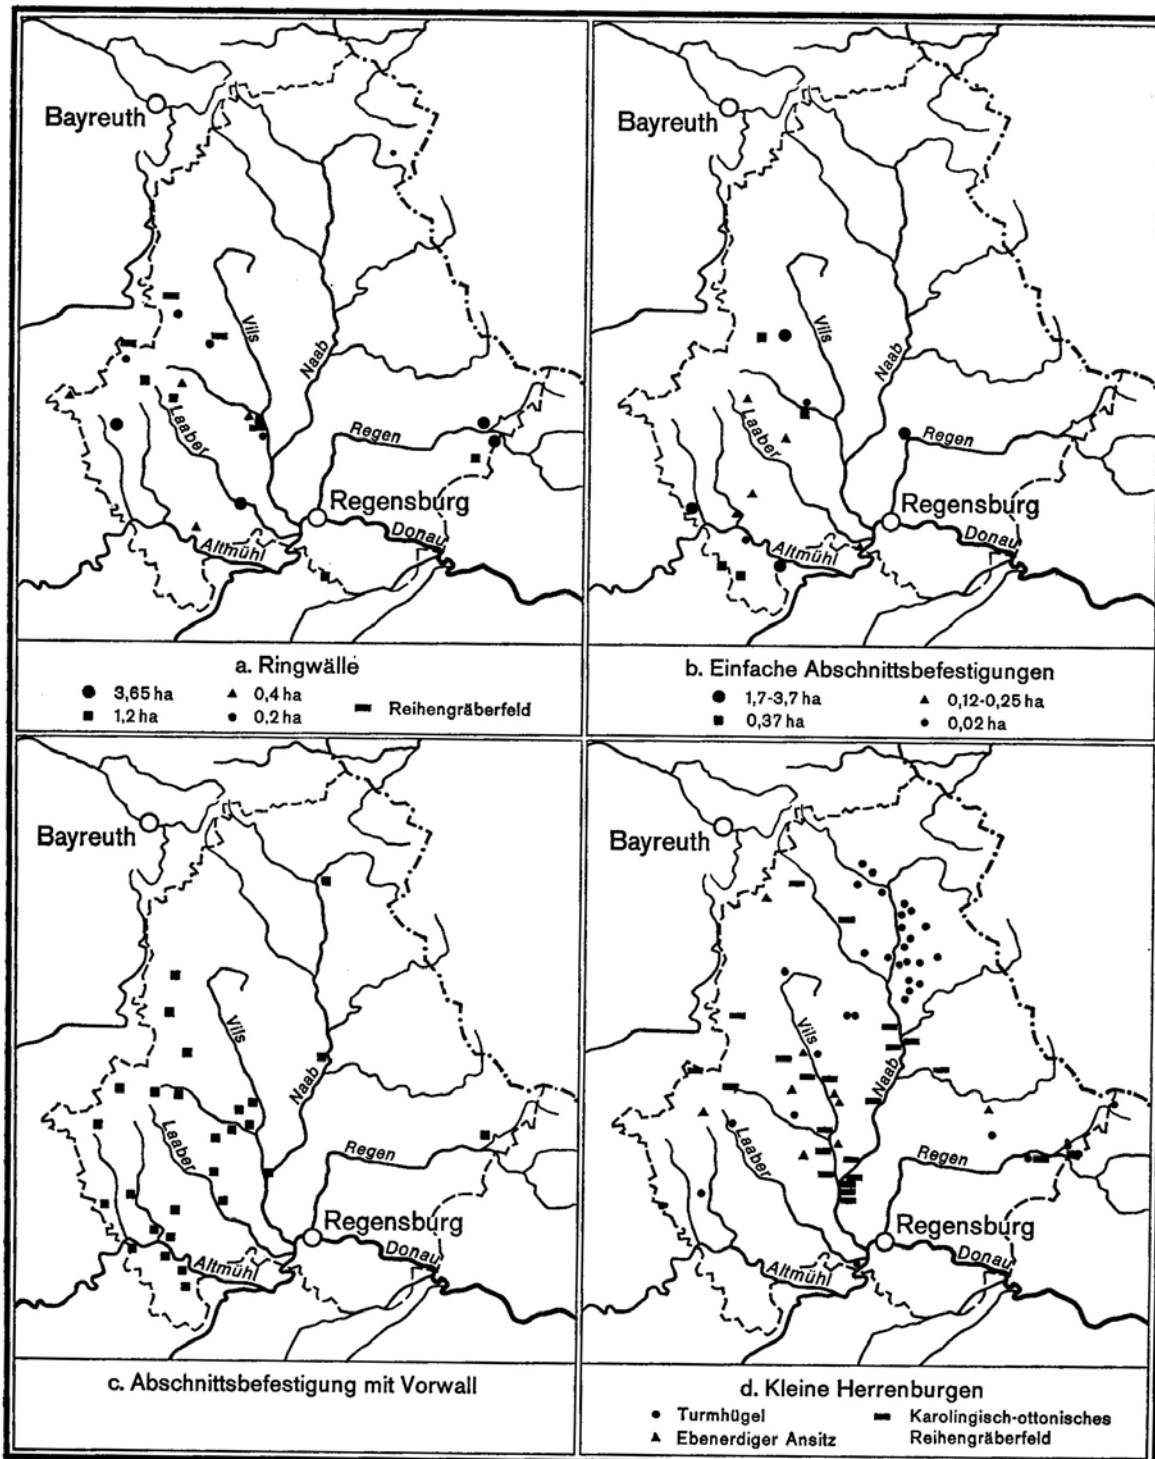 Bayreuth
Vils
Naab
Laaber
Regen
Regensburg
Donau
Altmühl
a. Ringwälle
3,65 ha
0,4 ha
1,2 ha
0,2 ha
Reihengräberfeld
Bayreuth
Vils
Naab
Laaber
Regen
Regensburg
Donau
Altmühl
b. Einfache Abschnittsbefestigungen
1,7-3,7 ha
0,12-0,25 ha
0,37 ha
0,02 ha
Bayreuth
Vils
Naab
Laaber
Regen
Regensburg
Donau
Altmühl
c. Abschnittsbefestigung mit Vorwall
Bayreuth
Vils
Naab
Laaber
Regen
Regensburg
Donau
Altmühl
d. Kleine Herrenburgen
Turmhügel
Ebenerdiger Ansitz
Karolingisch-ottonisches
Reihengräberfeld